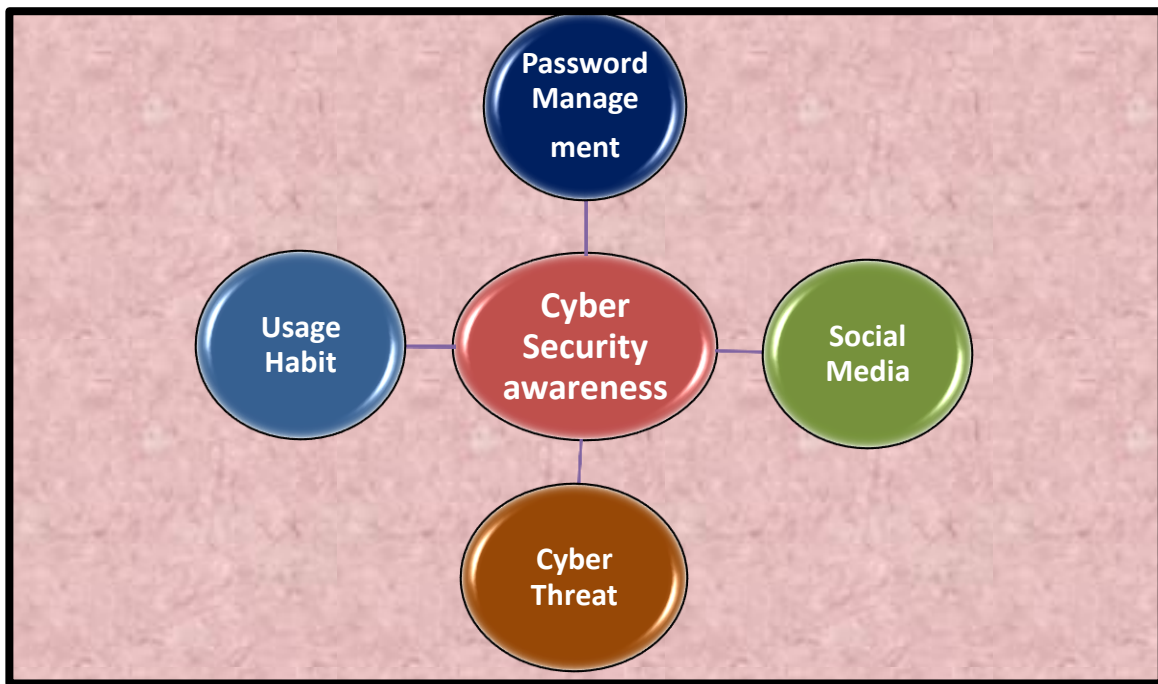 Password
Manage
ment
Usage
Habit
Cyber
Security
awareness
Social
Media
Cyber
Threat